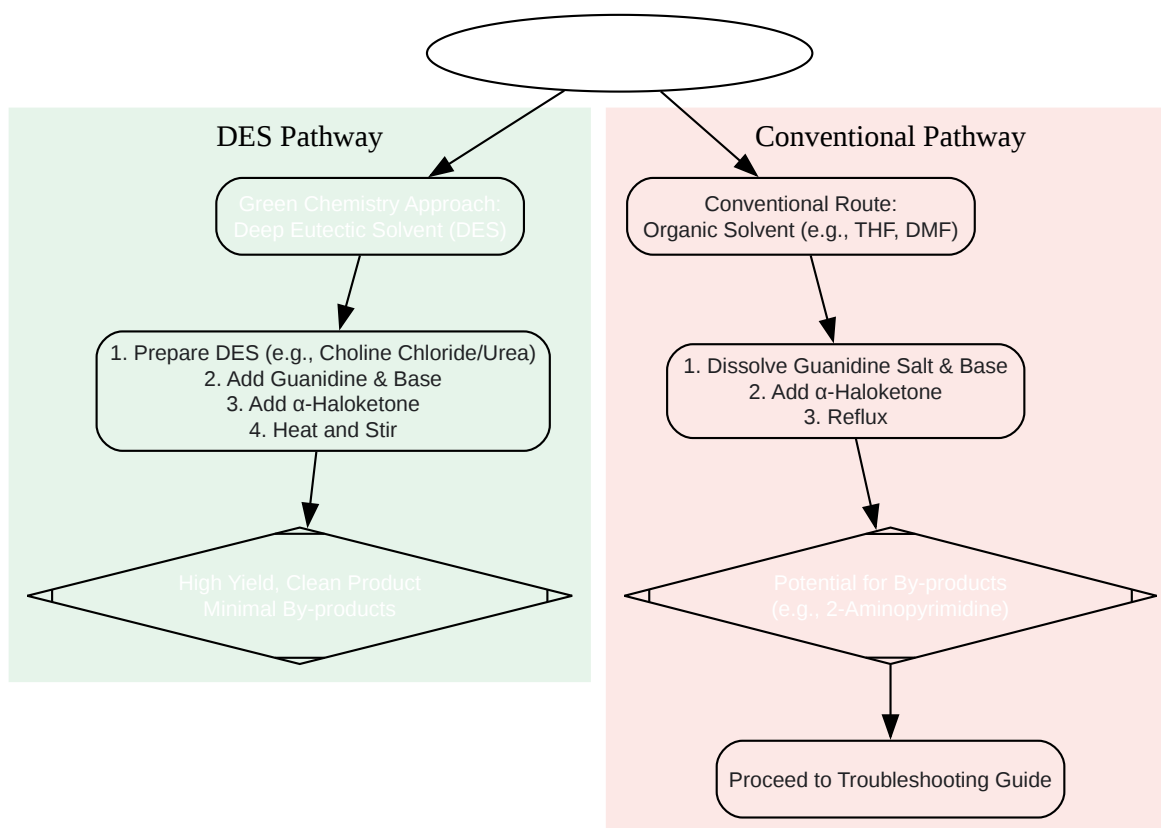 DES Pathway
Green Chemistry Approach:
Deep Eutectic Solvent (DES)
1. Prepare DES (e.g., Choline Chloride/Urea)
2. Add Guanidine & Base
3. Add α-Haloketone
4. Heat and Stir
High Yield, Clean Product
Minimal By-products
Conventional Pathway
Conventional Route:
Organic Solvent (e.g., THF, DMF)
1. Dissolve Guanidine Salt & Base
2. Add α-Haloketone
3. Reflux
Potential for By-products
(e.g., 2-Aminopyrimidine)
Proceed to Troubleshooting Guide